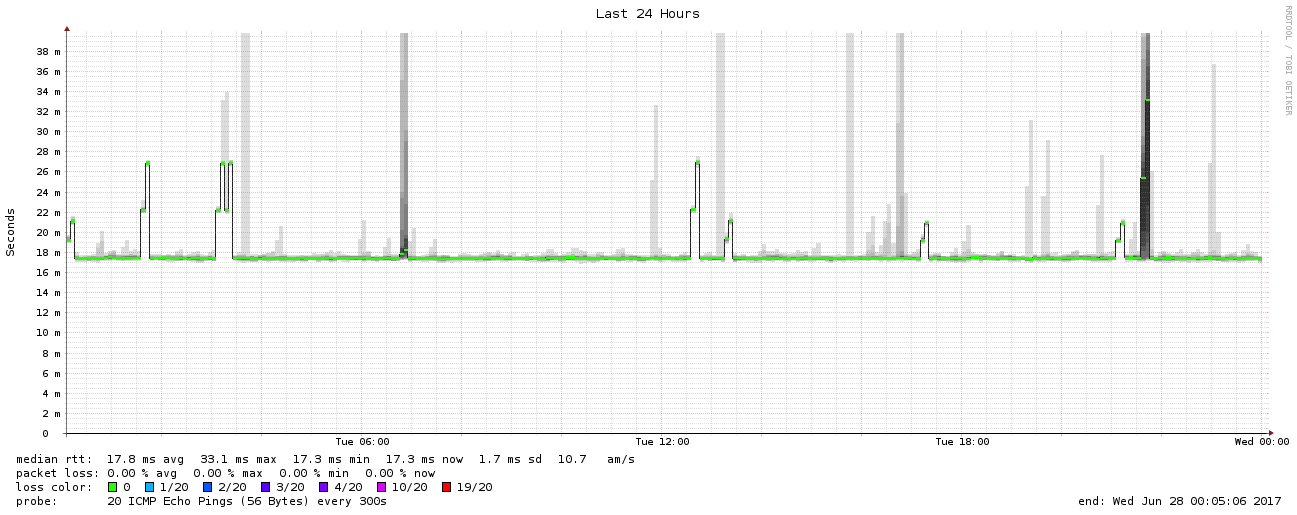 Last 24 Hours
RRDTOOL / TOBI OETIKER
Seconds
38 m
36 m
34 m
32 m
30 m
28 m
26 m
24 m
22 m
20 m
18 m
16 m
14 m
12 m
10 m
8 m
6 m
4 m
2 m
0
Tue 06:00 Tue 12:00 Tue 18:00 Wed 00:00
median rtt: 17.8 ms avg 33.1 ms max 17.3 ms min 17.3 ms now 1.7 ms sd 10.7 am/s
packet loss: 0.00 % avg 0.00 % max 0.00 % min 0.00 % now
loss color: 0 1/20 2/20 3/20 4/20 10/20 19/20
probe: 20 ICMP Echo Pings (56 Bytes) every 300s end: Wed Jun 28 00:05:06 2017